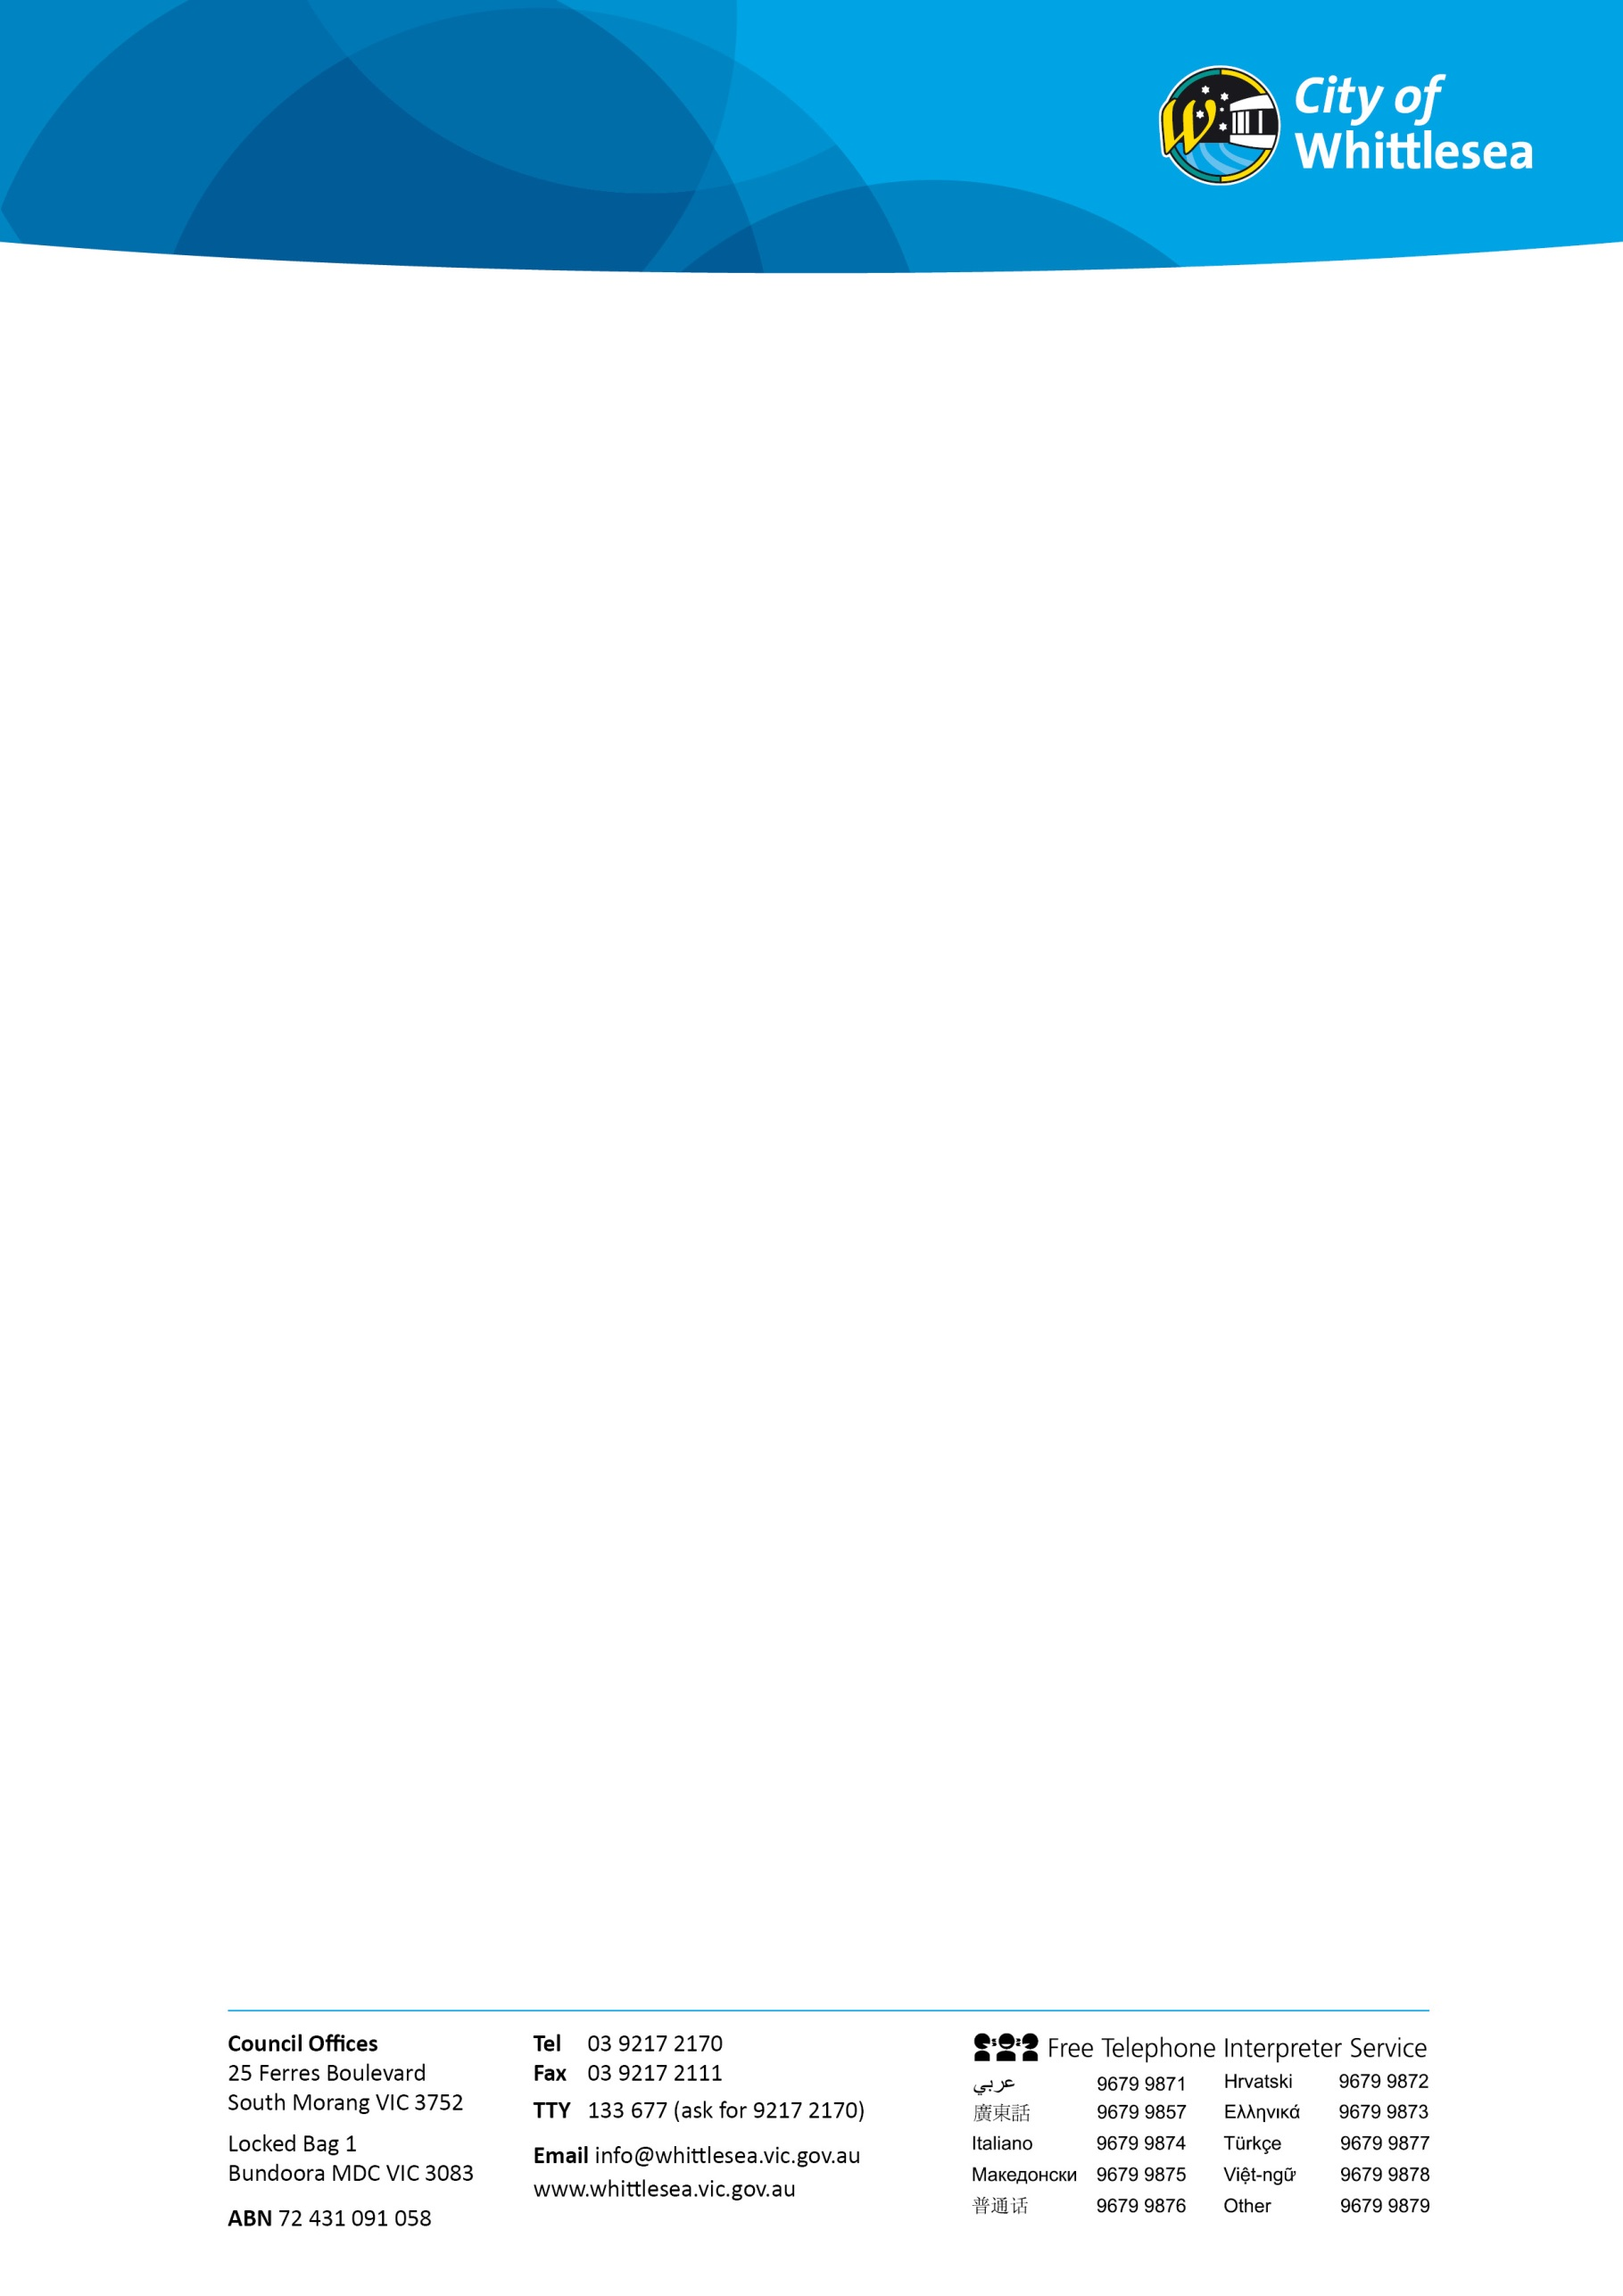 City of
Whittlesea
Council Offices
25 Ferres Boulevard
South Morang VIC 3752
Locked Bag 1
Bundoora MDC VIC 3083
ABN 72 431 091 058
Tel 03 9217 2170
Fax 03 9217 2111
TTY 133 677 (ask for 9217 2170)
Email info@whittlesea.vic.gov.au
www.whittlesea.vic.gov.au
Free Telephone Interpreter Service
عربي 9679 9871 Hrvatski 9679 9872
廣東話 9679 9857 Ελληνικά 9679 9873
Italiano 9679 9874 Türkçe 9679 9877
Македонски 9679 9875 Việt-ngữ 9679 9878
普通话 9679 9876 Other 9679 9879